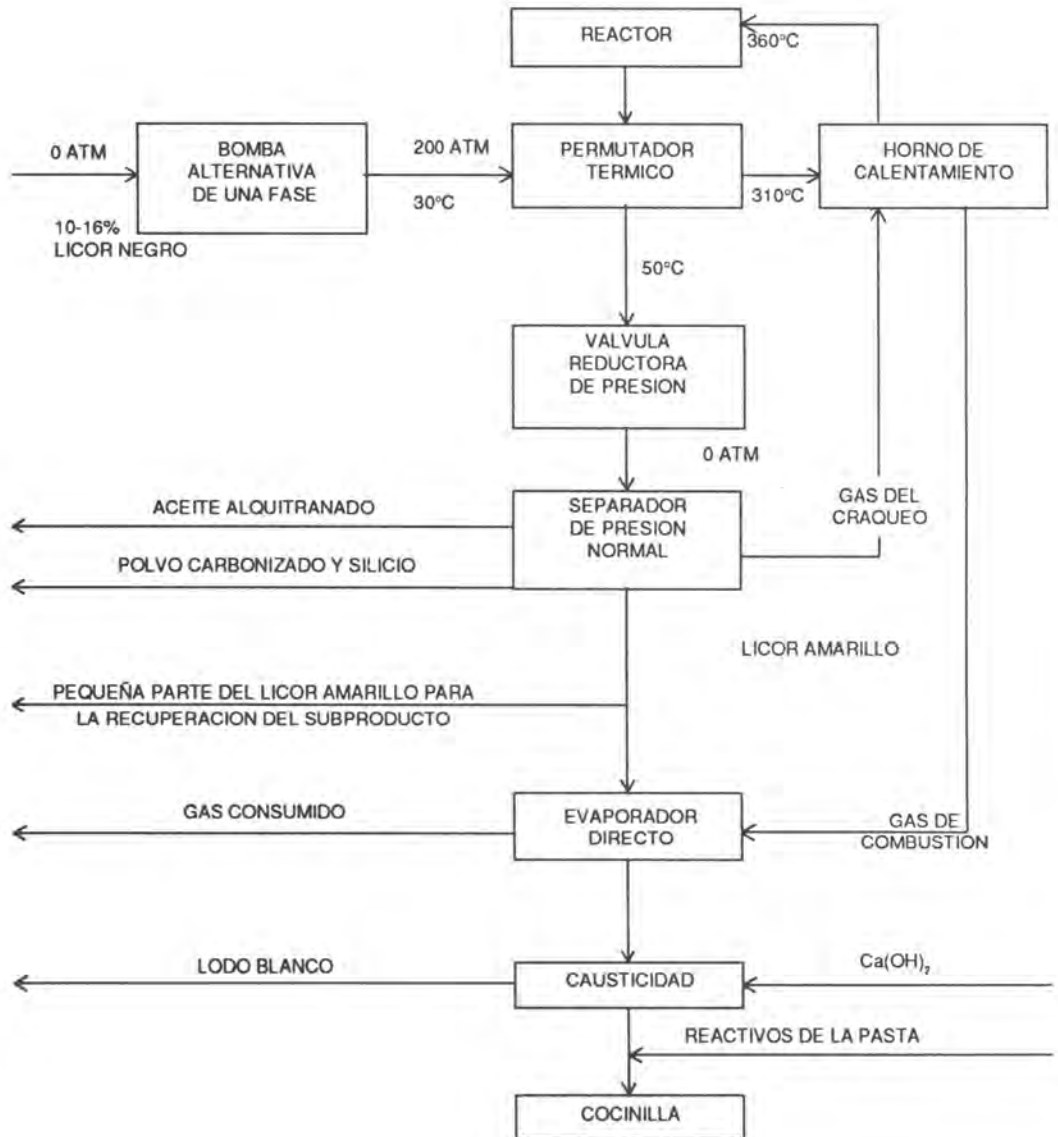 REACTOR
360°C
0 ATM
BOMBA
ALTERNATIVA
DE UNA FASE
200 ATM
30°C
PERMUTADOR
TERMICO
310°C
HORNO DE
CALENTAMIENTO
10-16%
LICOR NEGRO
50°C
VALVULA
REDUCTORA
DE PRESION
0 ATM
ACEITE ALQUITRANADO
SEPARADOR
DE PRESION
NORMAL
GAS DEL
CRAQUEO
POLVO CARBONIZADO Y SILICIO
LICOR AMARILLO
PEQUEÑA PARTE DEL LICOR AMARILLO PARA
LA RECUPERACION DEL SUBPRODUCTO
GAS CONSUMIDO
EVAPORADOR
DIRECTO
GAS DE
COMBUSTION
LODO BLANCO
CAUSTICIDAD
Ca(OH)₂
REACTIVOS DE LA PASTA
COCINILLA